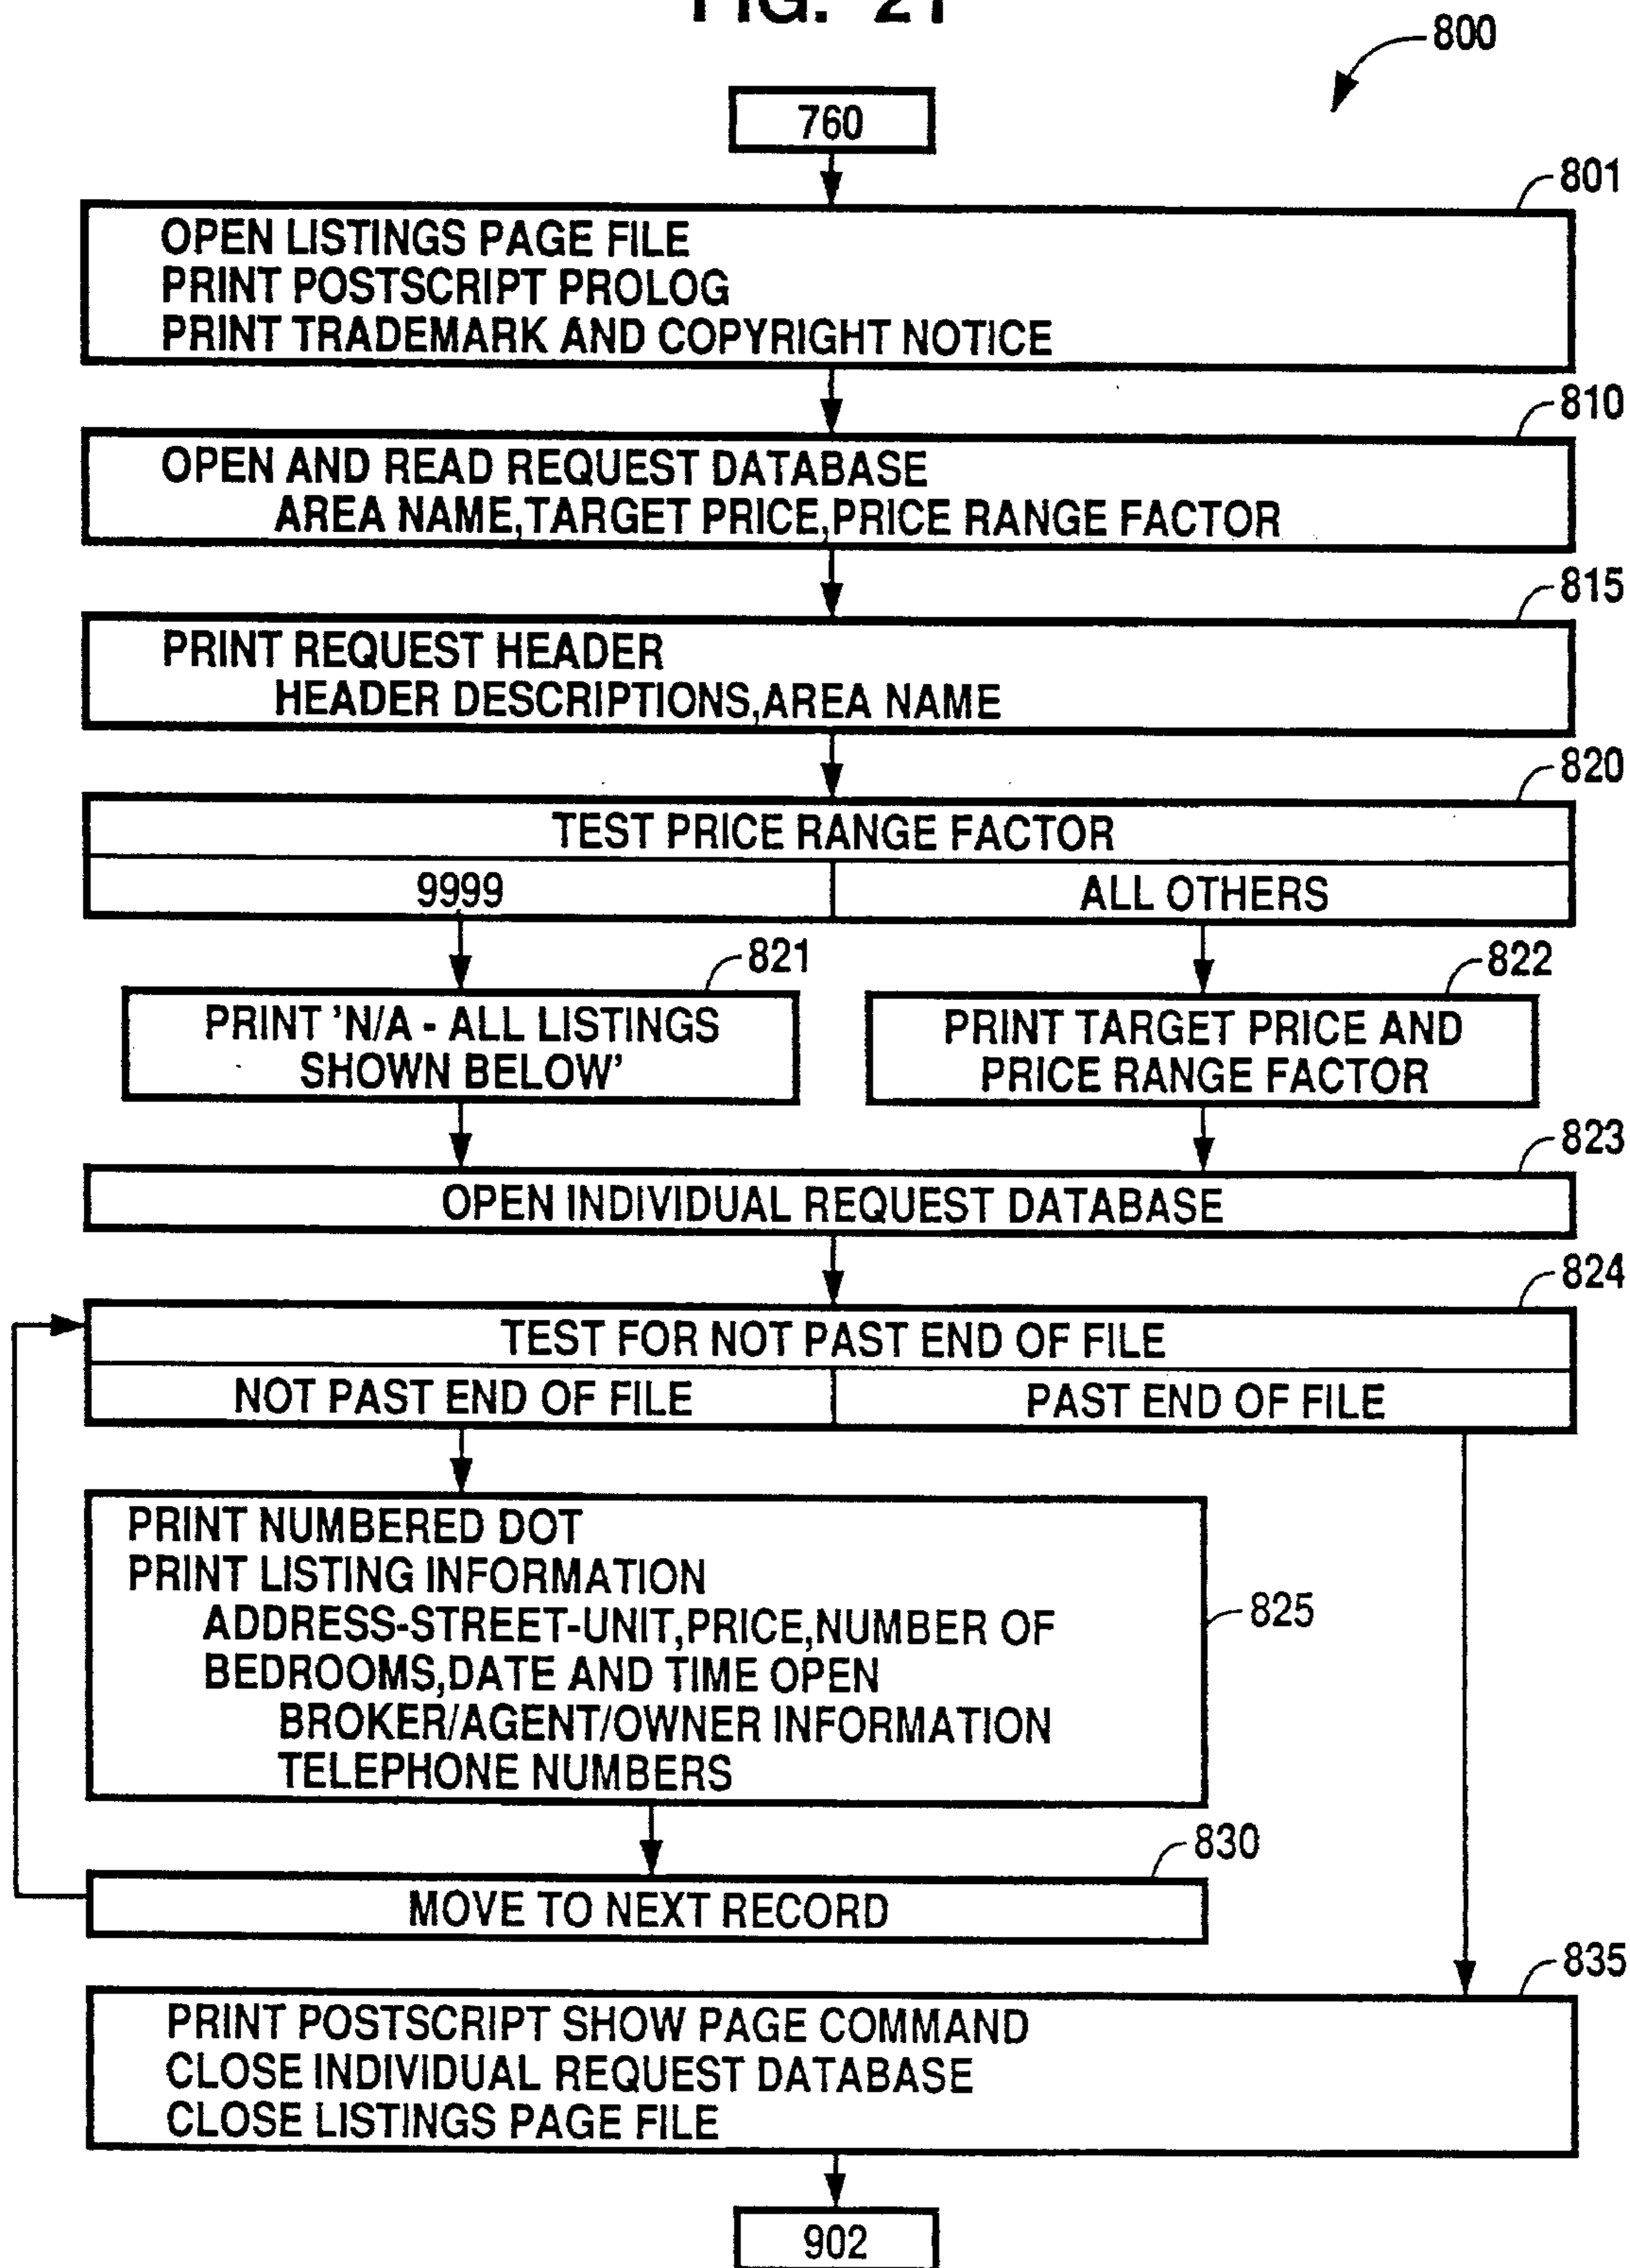 FIG. 21
800
760
801
OPEN LISTINGS PAGE FILE
PRINT POSTSCRIPT PROLOG
PRINT TRADEMARK AND COPYRIGHT NOTICE
810
OPEN AND READ REQUEST DATABASE
AREA NAME,TARGET PRICE,PRICE RANGE FACTOR
815
PRINT REQUEST HEADER
HEADER DESCRIPTIONS,AREA NAME
820
TEST PRICE RANGE FACTOR
9999
ALL OTHERS
821
PRINT 'N/A - ALL LISTINGS
SHOWN BELOW'
822
PRINT TARGET PRICE AND
PRICE RANGE FACTOR
823
OPEN INDIVIDUAL REQUEST DATABASE
824
TEST FOR NOT PAST END OF FILE
NOT PAST END OF FILE
PAST END OF FILE
PRINT NUMBERED DOT
PRINT LISTING INFORMATION
ADDRESS-STREET-UNIT,PRICE,NUMBER OF
BEDROOMS,DATE AND TIME OPEN
BROKER/AGENT/OWNER INFORMATION
TELEPHONE NUMBERS
825
830
MOVE TO NEXT RECORD
835
PRINT POSTSCRIPT SHOW PAGE COMMAND
CLOSE INDIVIDUAL REQUEST DATABASE
CLOSE LISTINGS PAGE FILE
902